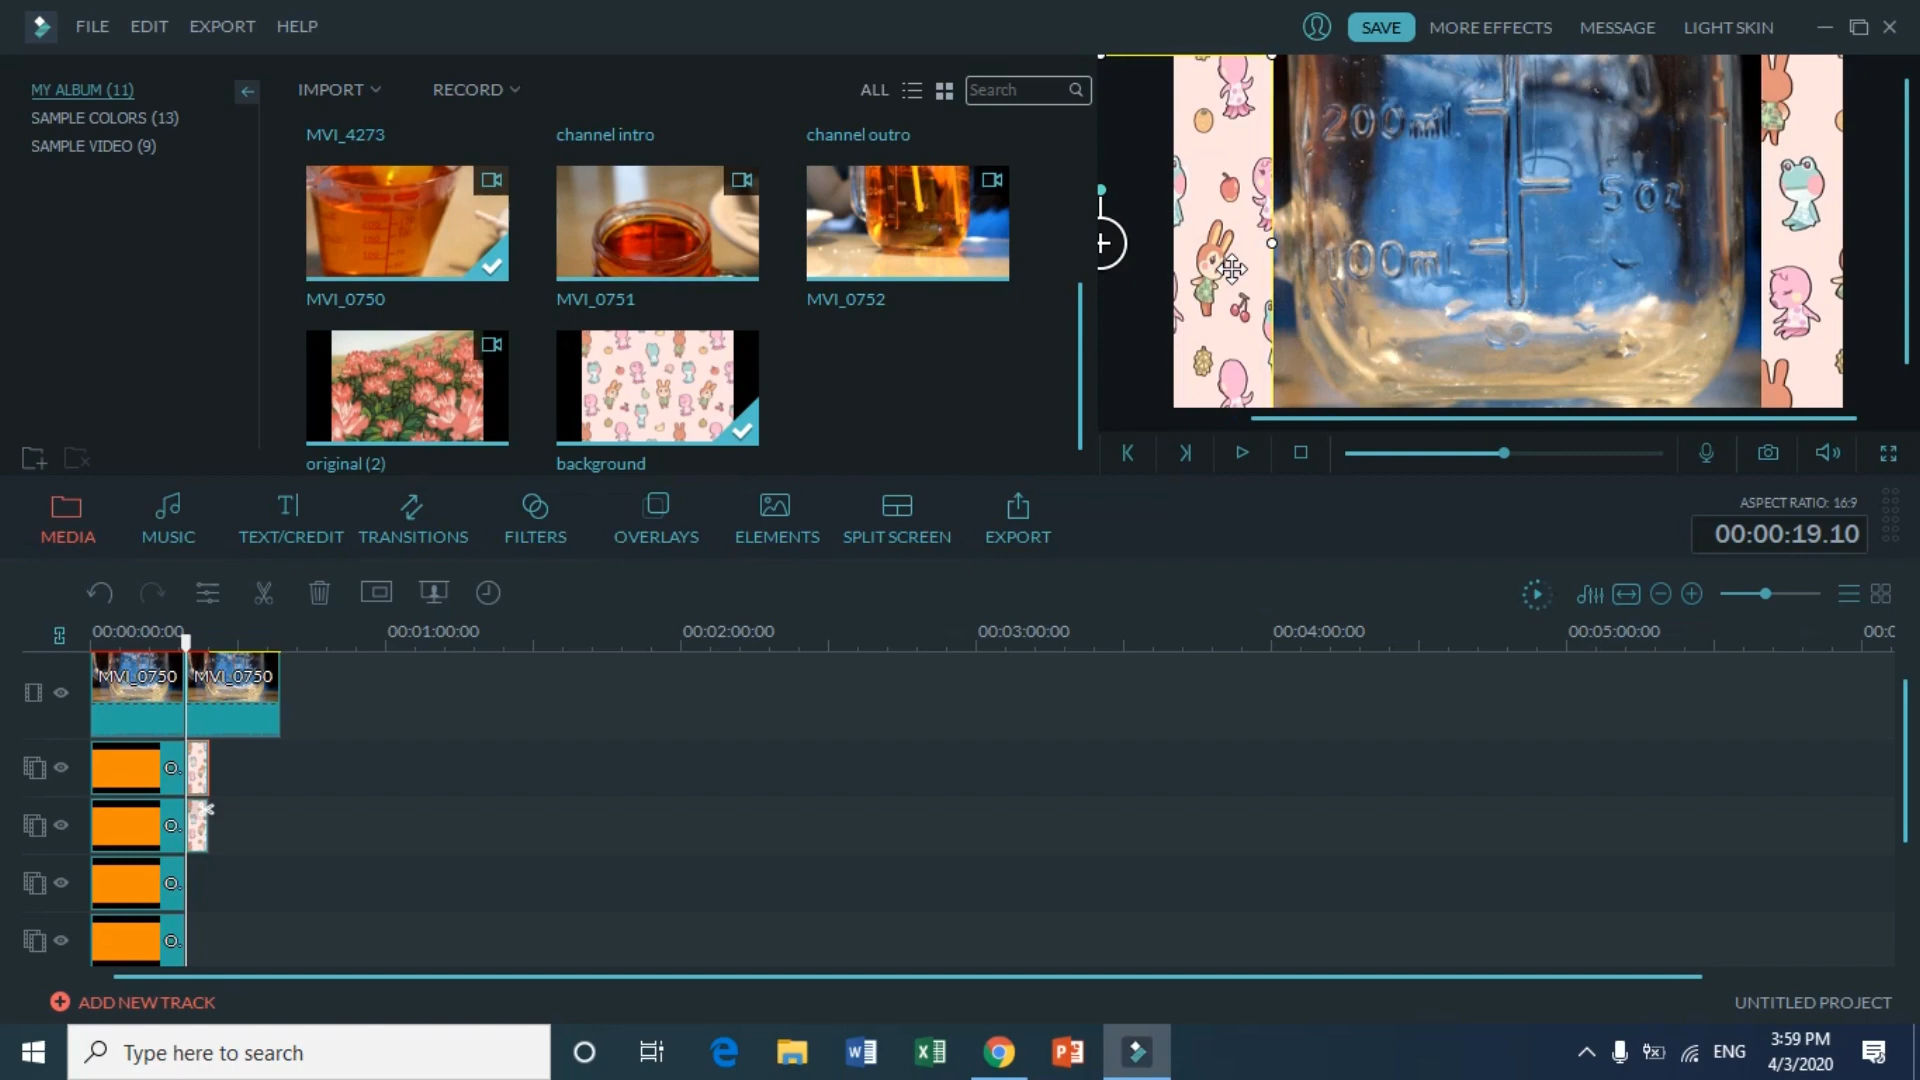 FILE EDIT EXPORT HELP
SAVE MORE EFFECTS MESSAGE LIGHT SKIN
MY ALBUM (11)
SAMPLE COLORS (13)
SAMPLE VIDEO (9)
IMPORT RECORD ALL Search
MVI_4273 channel intro channel outro
MVI_0750 MVI_0751 MVI_0752
original (2) background
200ml
5oz
100ml
MEDIA MUSIC TEXT/CREDIT TRANSITIONS FILTERS OVERLAYS ELEMENTS SPLIT SCREEN EXPORT
ASPECT RATIO: 16:9
00:00:19.10
00:00:00:00 00:01:00:00 00:02:00:00 00:03:00:00 00:04:00:00 00:05:00:00 00:0
MVI_0750 MVI_0750
O.
O.
O.
O.
ADD NEW TRACK UNTITLED PROJECT
Type here to search
ENG
3:59 PM
4/3/2020